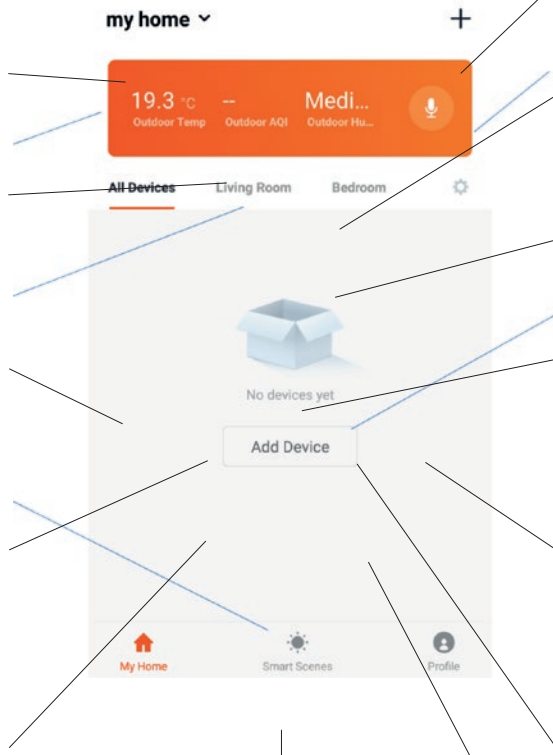 my home
19.3 °C -- Medi...
Outdoor Temp Outdoor AQI Outdoor Hu...
All Devices Living Room Bedroom
No devices yet
Add Device
My Home Smart Scenes Profile